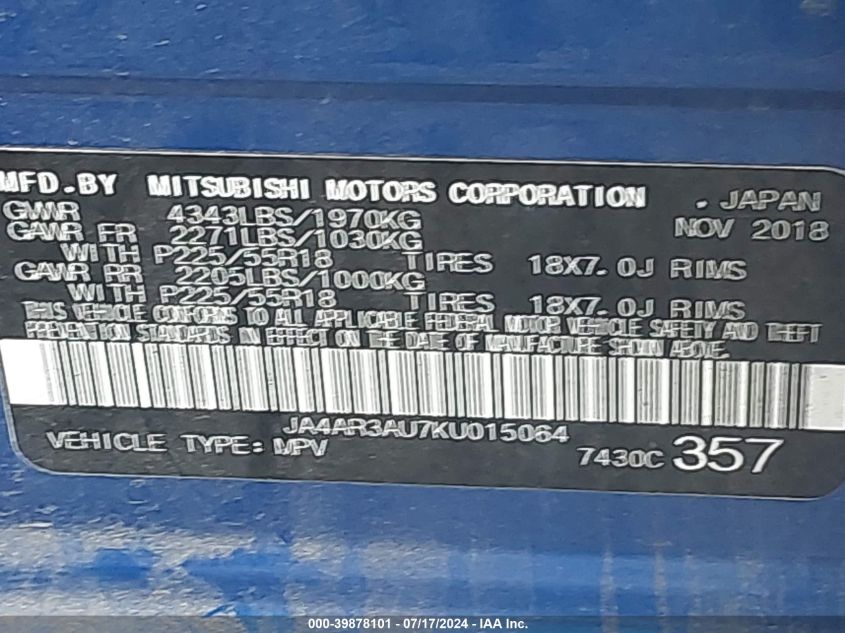 MFD.BY MITSUBISHI MOTORS CORPORATION . JAPAN
GVWR 4343LBS/1970KG NOV 2018
GAWR FR 2271LBS/1030KG
WITH P225/55R18 TIRES 18X7.0J RIMS
GAWR RR 2205LBS/1000KG
WITH P225/55R18 TIRES 18X7.0J RIMS
THIS VEHICLE CONFORMS TO ALL APPLICABLE FEDERAL MOTOR VEHICLE SAFETY AND THEFT
PREVENTION STANDARDS IN EFFECT ON THE DATE OF MANUFACTURE SHOWN ABOVE.
JA4AR3AU7KU015064
VEHICLE TYPE: MPV 7430C 357
000-39878101 - 07/17/2024 - IAA Inc.